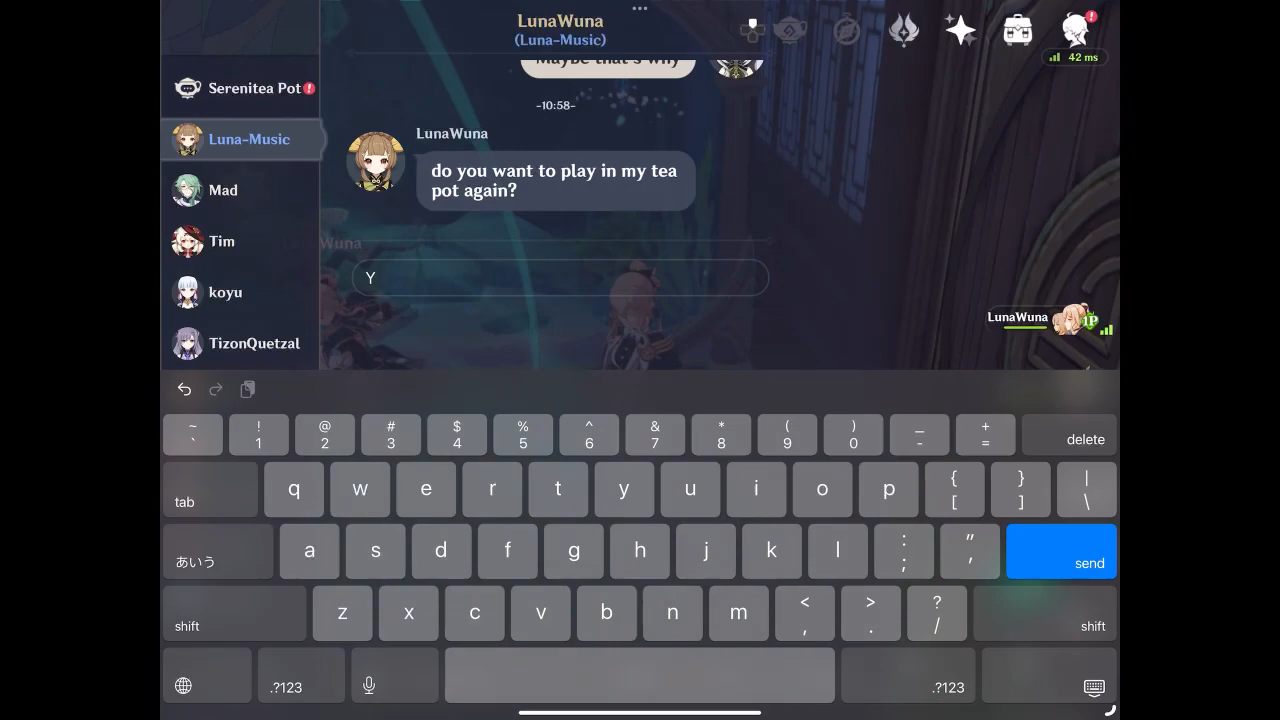 LunaWuna
(Luna-Music)
42 ms
Maybe that's why
Serenitea Pot
-10:58-
Luna-Music
LunaWuna
do you want to play in my tea
pot again?
Mad
Tim
Y
koyu
LunaWuna
1P
TizonQuetzal
~ ! @ # $ % ^ & * ( ) _ +
` 1 2 3 4 5 6 7 8 9 0 - = delete
tab q w e r t y u i o p { [ } ] | \
あいう a s d f g h j k l : ; " ' send
shift z x c v b n m < , > . ? / shift
.?123 .?123